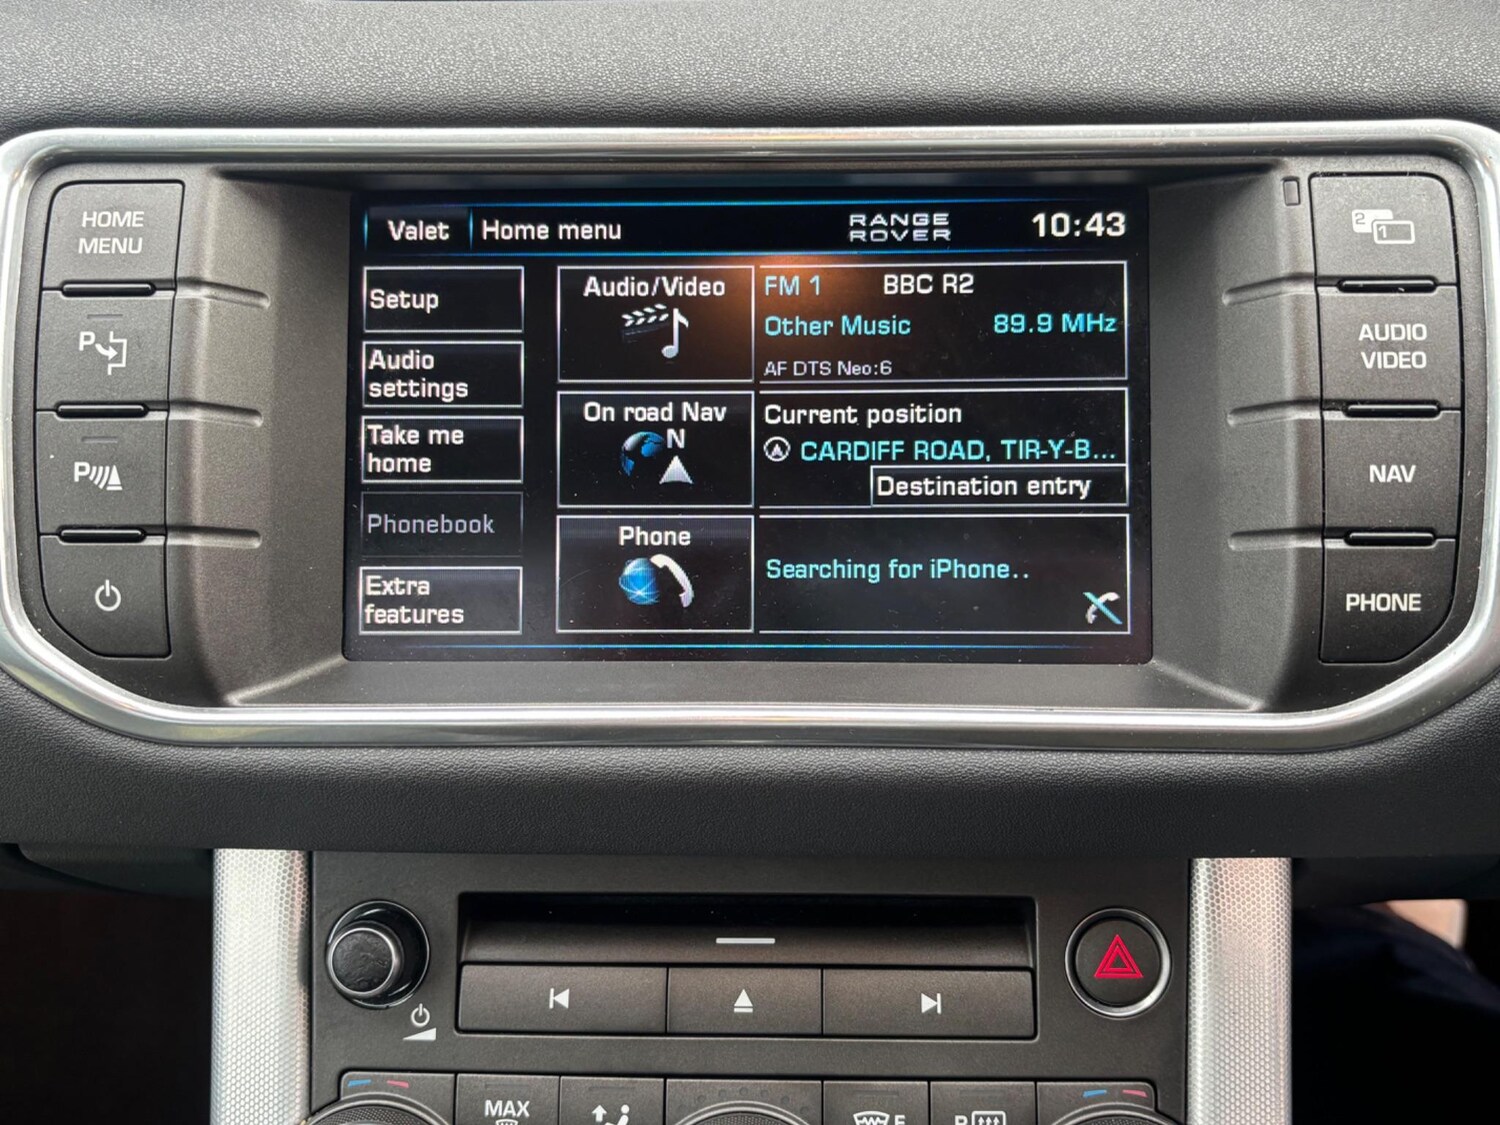 HOME
MENU
P
P
Valet
Home menu
RANGE
ROVER
10:43
Setup
Audio
settings
Take me
home
Phonebook
Extra
features
Audio/Video
FM 1 BBC R2
Other Music 89.9 MHz
AF DTS Neo:6
On road Nav
N
Current position
CARDIFF ROAD, TIR-Y-B...
Destination entry
Phone
Searching for iPhone..
2
1
AUDIO
VIDEO
NAV
PHONE
MAX
F
R